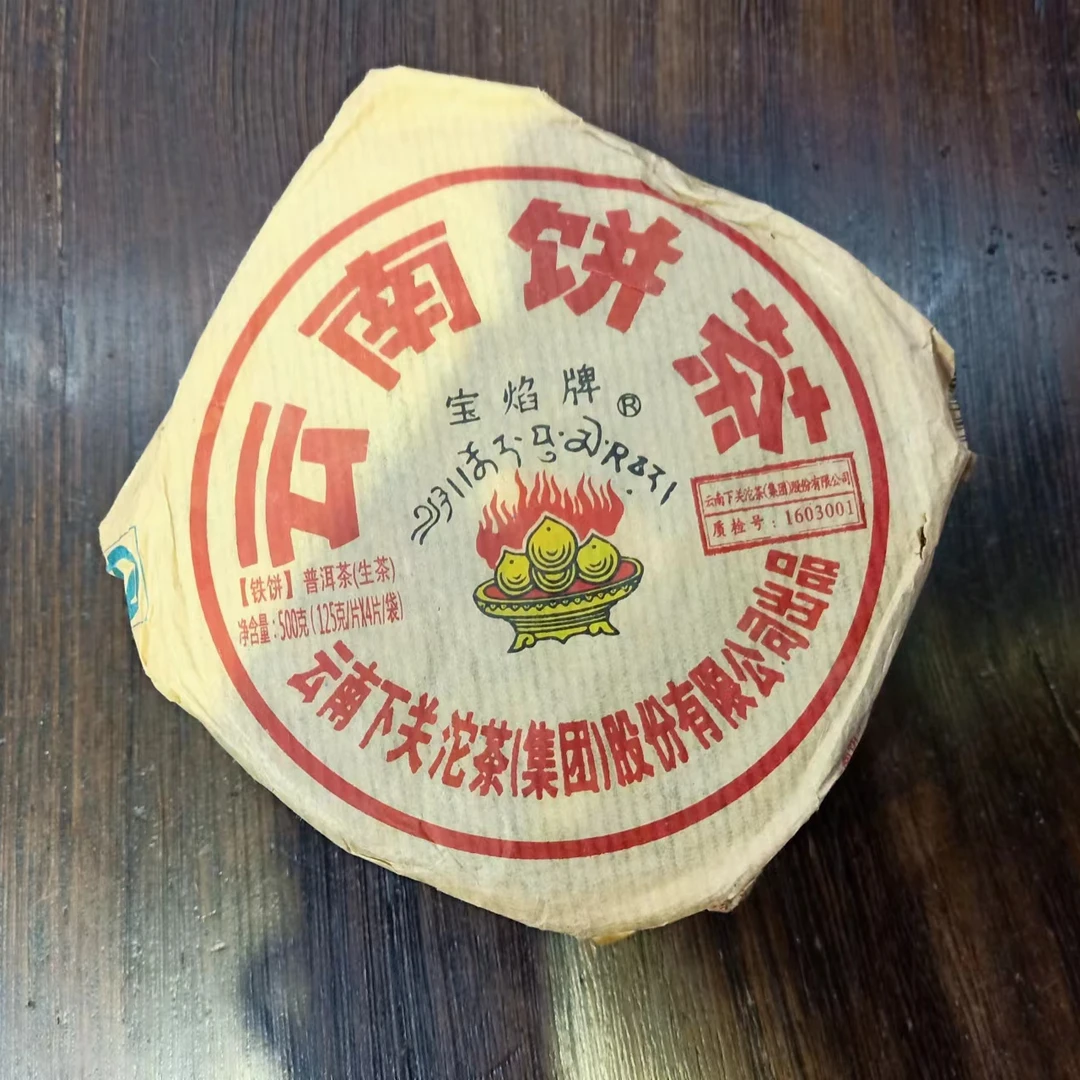 云南饼茶
宝焰牌®
云南下关沱茶(集团)股份有限公司
质检号：1603001
【铁饼】普洱茶(生茶)
净含量：500克(125克/片X4片/袋)
云南下关沱茶(集团)股份有限公司出品